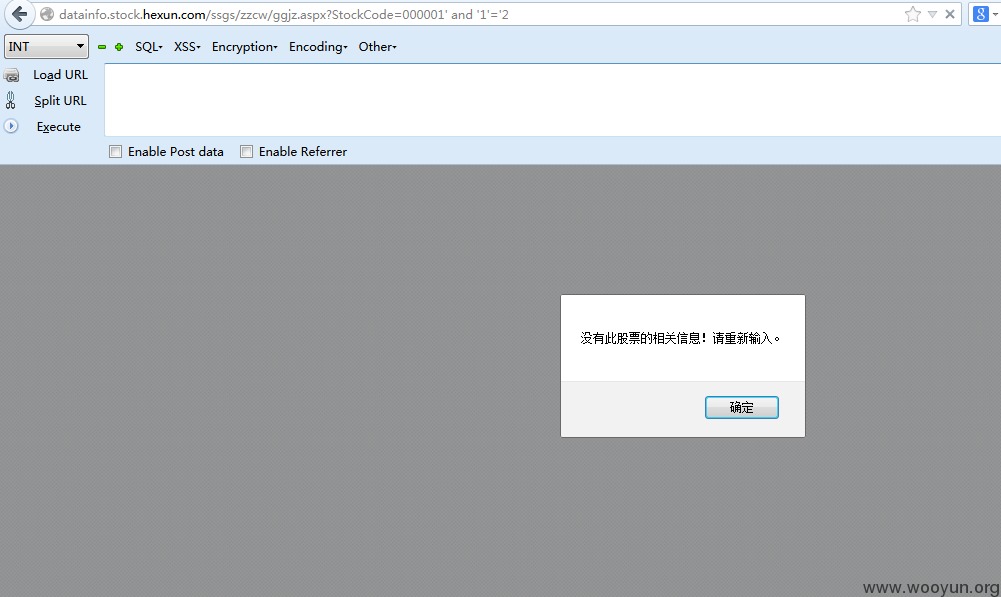 datainfo.stock.hexun.com/ssgs/zzcw/ggjz.aspx?StockCode=000001' and '1'='2
8
INT SQL▾ XSS▾ Encryption▾ Encoding▾ Other▾
Load URL
Split URL
Execute
Enable Post data Enable Referrer
没有此股票的相关信息！请重新输入。
确定
www.wooyun.org